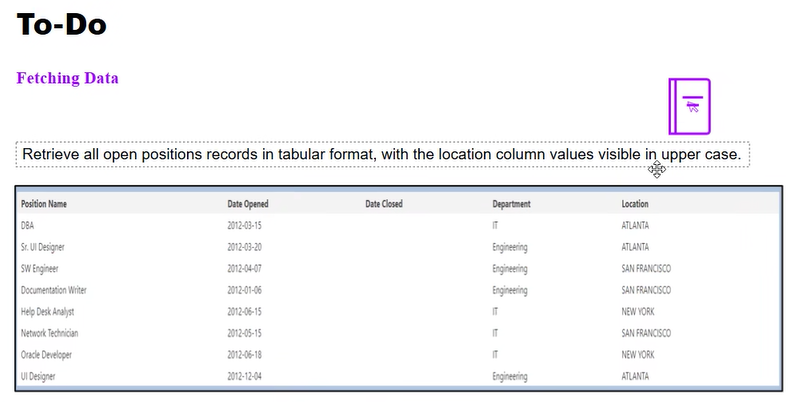 To-Do
Fetching Data
Retrieve all open positions records in tabular format, with the location column values visible in upper case.
Position Name Date Opened Date Closed Department Location
DBA 2012-03-15 IT ATLANTA
Sr. UI Designer 2012-03-20 Engineering ATLANTA
SW Engineer 2012-04-07 Engineering SAN FRANCISCO
Documentation Writer 2012-01-06 Engineering SAN FRANCISCO
Help Desk Analyst 2012-06-15 IT NEW YORK
Network Technician 2012-05-15 IT SAN FRANCISCO
Oracle Developer 2012-06-18 IT NEW YORK
UI Designer 2012-12-04 Engineering ATLANTA